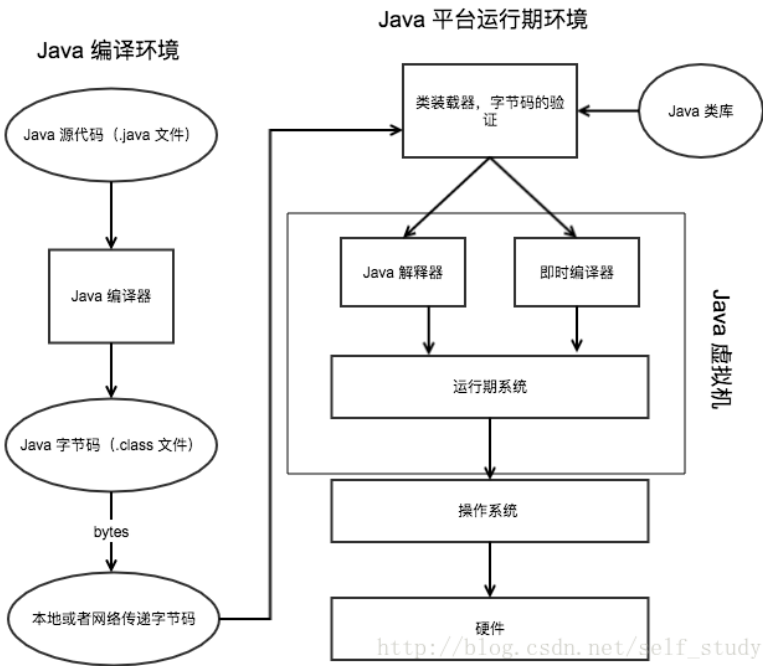 Java 平台运行期环境
Java 编译环境
类装载器，字节码的验
证
Java 类库
Java 源代码（.java 文件）
Java 解释器
即时编译器
Java 编译器
Java 虚拟机
运行期系统
Java 字节码（.class 文件）
操作系统
bytes
本地或者网络传递字节码
硬件
http://blog.csdn.net/self_study